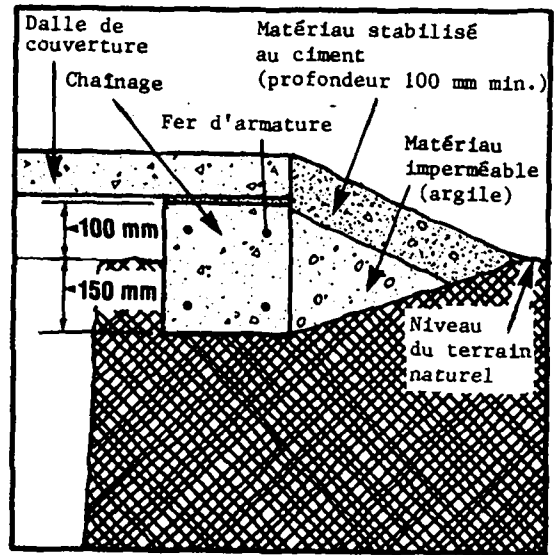 Dalle de
couverture
Chaînage
Fer d'armature
Matériau stabilisé
au ciment
(profondeur 100 mm min.)
Matériau
imperméable
(argile)
100 mm
150 mm
Niveau
du terrain
naturel